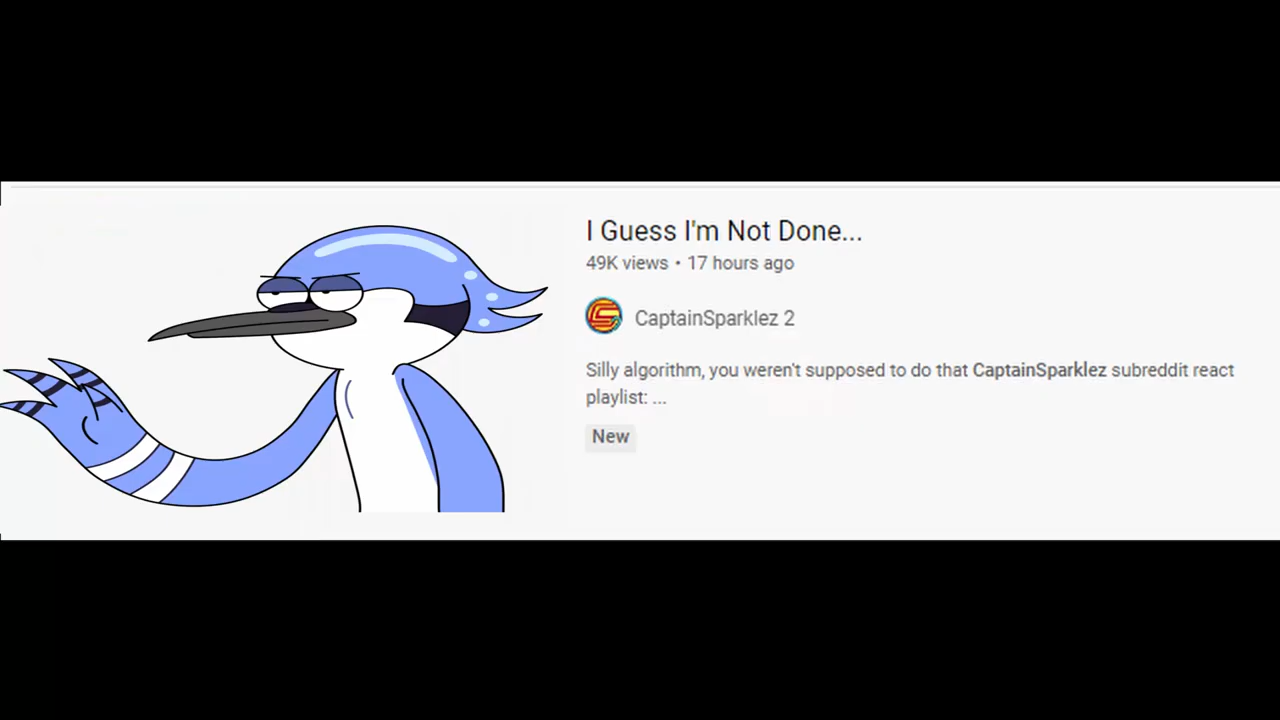 I Guess I'm Not Done...
49K views • 17 hours ago
CaptainSparklez 2
Silly algorithm, you weren't supposed to do that CaptainSparklez subreddit react
playlist: ...
New